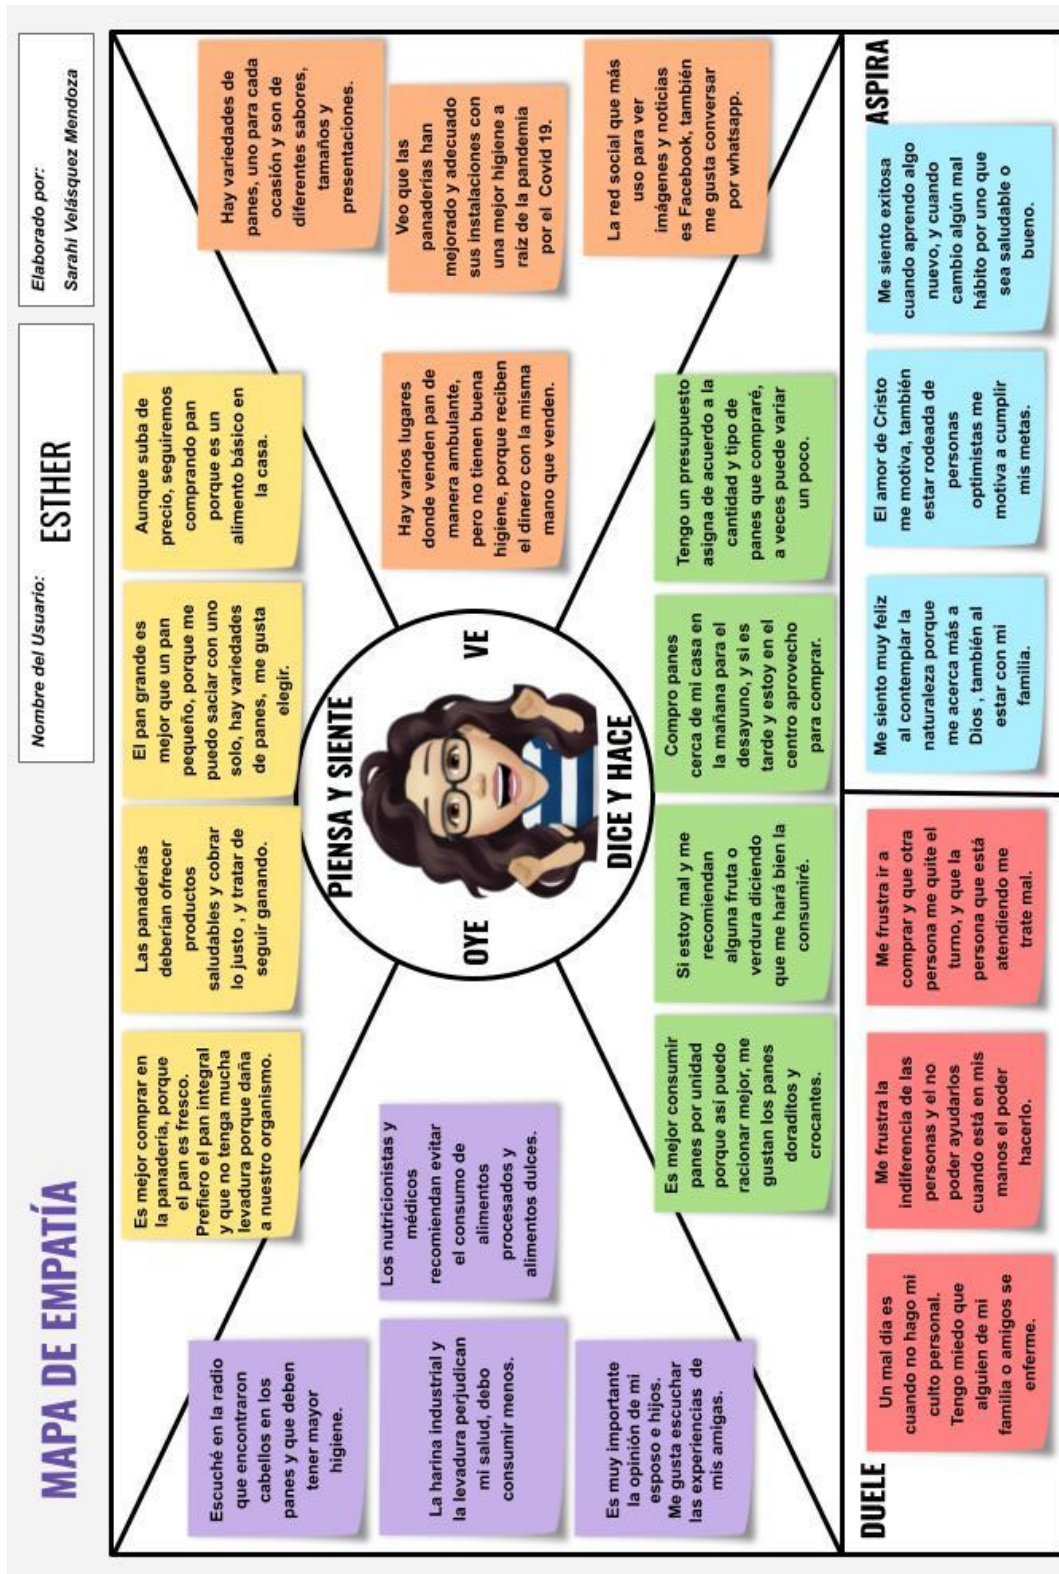 MAPA DE EMPATÍA
Nombre del Usuario:
ESTHER
Elaborado por:
Sarahí Velásquez Mendoza
PIENSA Y SIENTE
Es mejor comprar en
la panadería, porque
el pan es fresco.
Prefiero el pan integral
y que no tenga mucha
levadura porque daña
a nuestro organismo.
Las panaderías
deberían ofrecer
productos
saludables y cobrar
lo justo , y tratar de
seguir ganando.
El pan grande es
mejor que un pan
pequeño, porque me
puedo saciar con uno
solo, hay variedades
de panes, me gusta
elegir.
Aunque suba de
precio, seguiremos
comprando pan
porque es un
alimento básico en
la casa.
OYE
Escuché en la radio
que encontraron
cabellos en los
panes y que deben
tener mayor
higiene.
Los nutricionistas y
médicos
recomiendan evitar
el consumo de
alimentos
procesados y
alimentos dulces.
La harina industrial y
la levadura perjudican
mi salud, debo
consumir menos.
Es muy importante
la opinión de mi
esposo e hijos.
Me gusta escuchar
las experiencias de
mis amigas.
VE
Hay variedades de
panes, uno para cada
ocasión y son de
diferentes sabores,
tamaños y
presentaciones.
Hay varios lugares
donde venden pan de
manera ambulante,
pero no tienen buena
higiene, porque reciben
el dinero con la misma
mano que venden.
Veo que las
panaderías han
mejorado y adecuado
sus instalaciones con
una mejor higiene a
raíz de la pandemia
por el Covid 19.
La red social que más
uso para ver
imágenes y noticias
es Facebook, también
me gusta conversar
por whatsapp.
DICE Y HACE
Es mejor consumir
panes por unidad
porque así puedo
racionar mejor, me
gustan los panes
doraditos y
crocantes.
Si estoy mal y me
recomiendan
alguna fruta o
verdura diciendo
que me hará bien la
consumiré.
Compro panes
cerca de mi casa en
la mañana para el
desayuno, y si es
tarde y estoy en el
centro aprovecho
para comprar.
Tengo un presupuesto
asigna de acuerdo a la
cantidad y tipo de
panes que compraré,
a veces puede variar
un poco.
DUELE
Un mal día es
cuando no hago mi
culto personal.
Tengo miedo que
alguien de mi
familia o amigos se
enferme.
Me frustra la
indiferencia de las
personas y el no
poder ayudarlos
cuando está en mis
manos el poder
hacerlo.
Me frustra ir a
comprar y que otra
persona me quite el
turno, y que la
persona que está
atendiendo me
trate mal.
ASPIRA
Me siento muy feliz
al contemplar la
naturaleza porque
me acerca más a
Dios , también al
estar con mi
familia.
El amor de Cristo
me motiva, también
estar rodeada de
personas
optimistas me
motiva a cumplir
mis metas.
Me siento exitosa
cuando aprendo algo
nuevo, y cuando
cambio algún mal
hábito por uno que
sea saludable o
bueno.